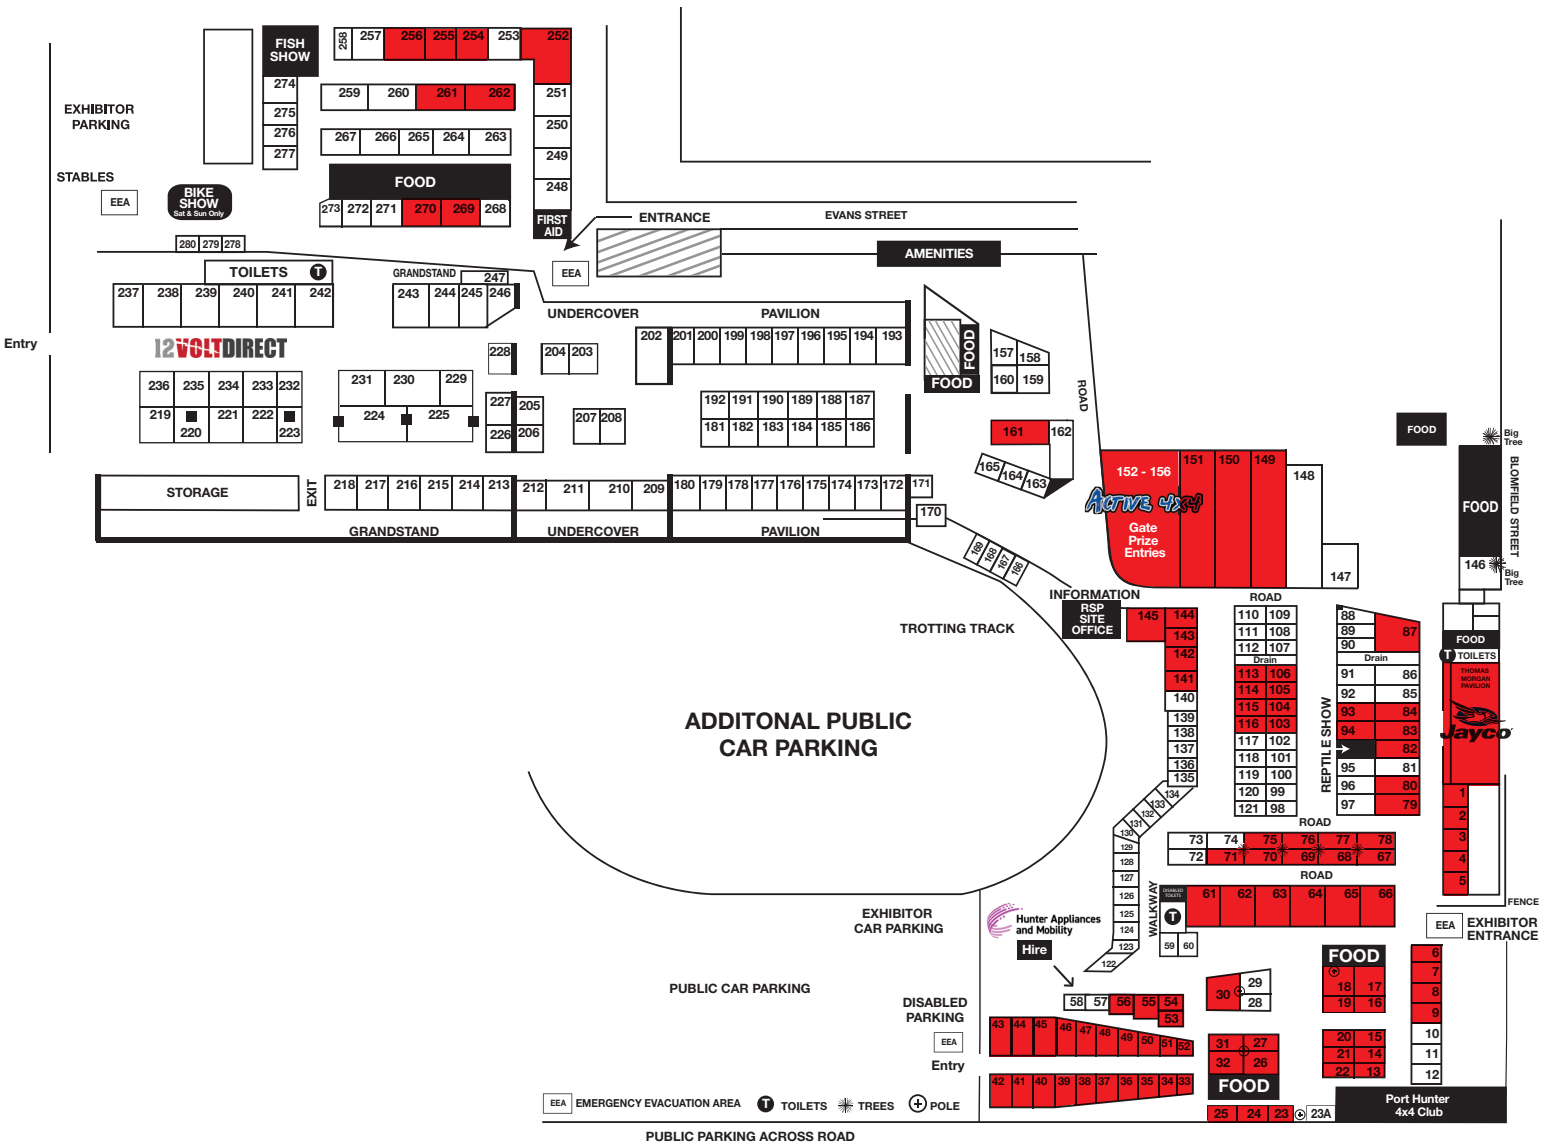 FISH
SHOW
258
257
256
255
254
253
252
274
275
276
277
259
260
261
262
251
250
249
248
EXHIBITOR
PARKING
267
266
265
264
263
STABLES
EEA
BIKE
SHOW
Sat & Sun Only
FOOD
273
272
271
270
269
268
FIRST
AID
ENTRANCE
EVANS STREET
AMENITIES
280
279
278
TOILETS
T
GRANDSTAND
247
EEA
237
238
239
240
241
242
243
244
245
246
UNDERCOVER
PAVILION
Entry
12VOLTDIRECT
228
204
203
202
201
200
199
198
197
196
195
194
193
FOOD
FOOD
157
158
160
159
ROAD
236
235
234
233
232
219
220
221
222
223
231
230
229
224
225
227
205
226
206
207
208
192
191
190
189
188
187
181
182
183
184
185
186
161
162
165
164
163
FOOD
Big
Tree
BLOMFIELD STREET
FOOD
146
Big
Tree
152 - 156
ACTIVE 4x4
Gate
Prize
Entries
151
150
149
148
147
STORAGE
EXIT
218
217
216
215
214
213
212
211
210
209
180
179
178
177
176
175
174
173
172
171
170
GRANDSTAND
UNDERCOVER
PAVILION
169
168
167
166
INFORMATION
RSP
SITE
OFFICE
TROTTING TRACK
145
144
143
142
141
140
139
138
137
136
135
134
133
132
131
130
129
128
127
126
125
124
123
122
ROAD
110 109
111 108
112 107
Drain
113 106
114 105
115 104
116 103
117 102
118 101
119 100
120 99
121 98
REPTILE SHOW
88
89
90
87
Drain
91 86
92 85
93 84
94 83
82
95 81
96 80
97 79
FOOD
T TOILETS
THOMAS
MORGAN
PAVILION
Jayco
1
2
3
4
5
ADDITONAL PUBLIC
CAR PARKING
ROAD
73 74 75 76 77 78
72 71 70 69 68 67
ROAD
WALKWAY
DISABLED
TOILETS
T
59 60
61 62 63 64 65 66
FENCE
EEA
EXHIBITOR
ENTRANCE
EXHIBITOR
CAR PARKING
Hunter Appliances
and Mobility
Hire
PUBLIC CAR PARKING
DISABLED
PARKING
EEA
Entry
58 57 56 55 54
53
43 44 45 46 47 48 49 50 51 52
42 41 40 39 38 37 36 35 34 33
30
29
28
31 27
32 26
FOOD
25 24 23 23A
FOOD
18 17
19 16
20 15
21 14
22 13
6
7
8
9
10
11
12
Port Hunter
4x4 Club
EEA EMERGENCY EVACUATION AREA T TOILETS TREES POLE
PUBLIC PARKING ACROSS ROAD